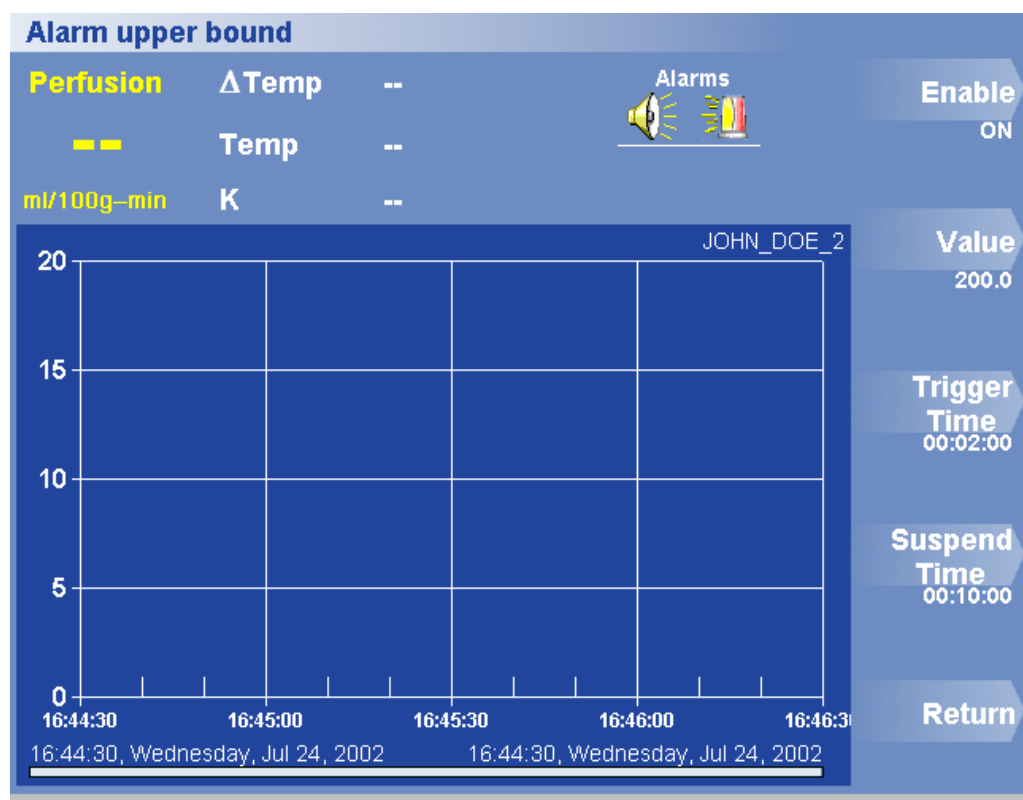 Alarm upper bound
Perfusion
--
ml/100g–min
ΔTemp --
Temp --
K --
Alarms
Enable
ON
Value
200.0
Trigger
Time
00:02:00
Suspend
Time
00:10:00
Return
JOHN_DOE_2
20
15
10
5
0
16:44:30 16:45:00 16:45:30 16:46:00 16:46:3
16:44:30, Wednesday, Jul 24, 2002 16:44:30, Wednesday, Jul 24, 2002